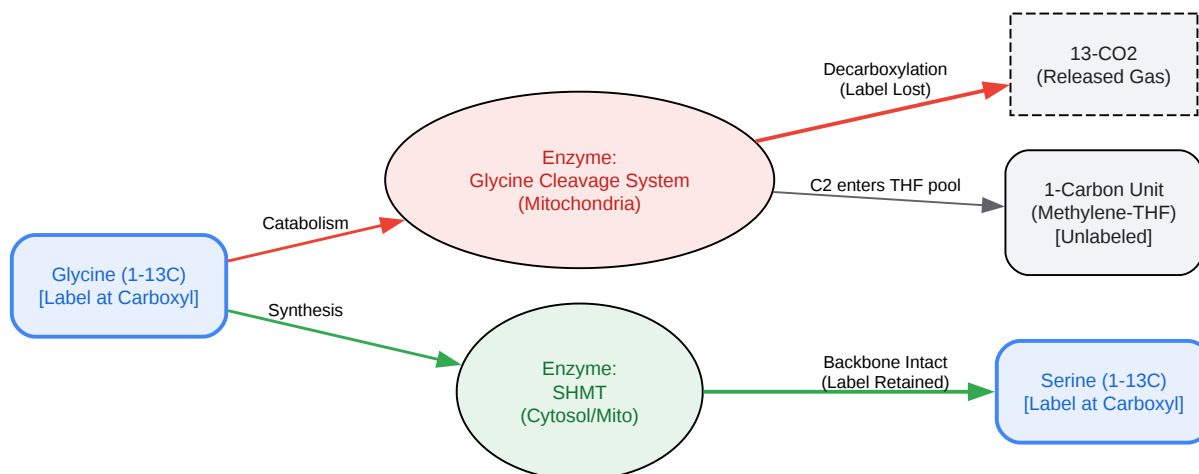 Glycine (1-13C)
[Label at Carboxyl]
Catabolism
Synthesis
Enzyme:
Glycine Cleavage System
(Mitochondria)
Enzyme:
SHMT
(Cytosol/Mito)
Decarboxylation
(Label Lost)
C2 enters THF pool
Backbone Intact
(Label Retained)
13-CO2
(Released Gas)
1-Carbon Unit
(Methylene-THF)
[Unlabeled]
Serine (1-13C)
[Label at Carboxyl]